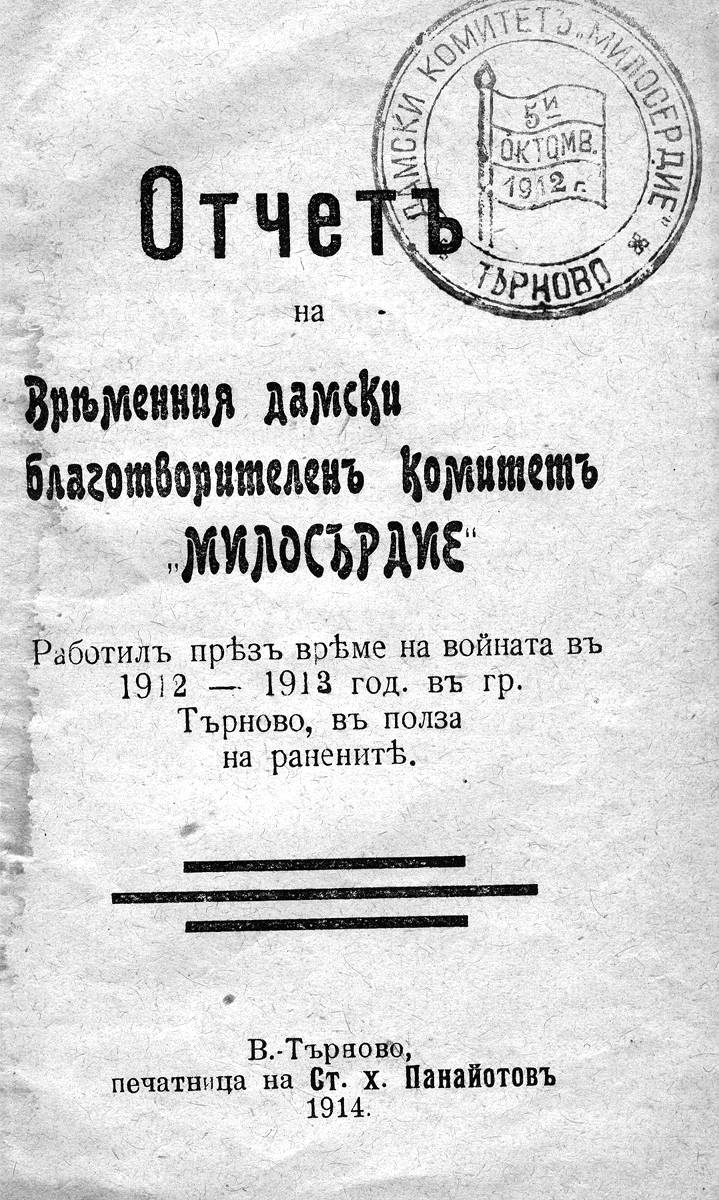 ДАМСКИ КОМИТЕТЪ „МИЛОСЕРДИЕ"
5И
ОКТОМВ.
1912 г.
ТЪРНОВО
Отчетъ
на
Врѣменния дамски
благотворителенъ комитетъ
„МИЛОСЪРДИЕ"
Работилъ прѣзъ врѣме на войната въ
1912 — 1913 год. въ гр.
Търново, въ полза
на раненитѣ.
В.-Търново,
печатница на Ст. х. Панайотовъ
1914.